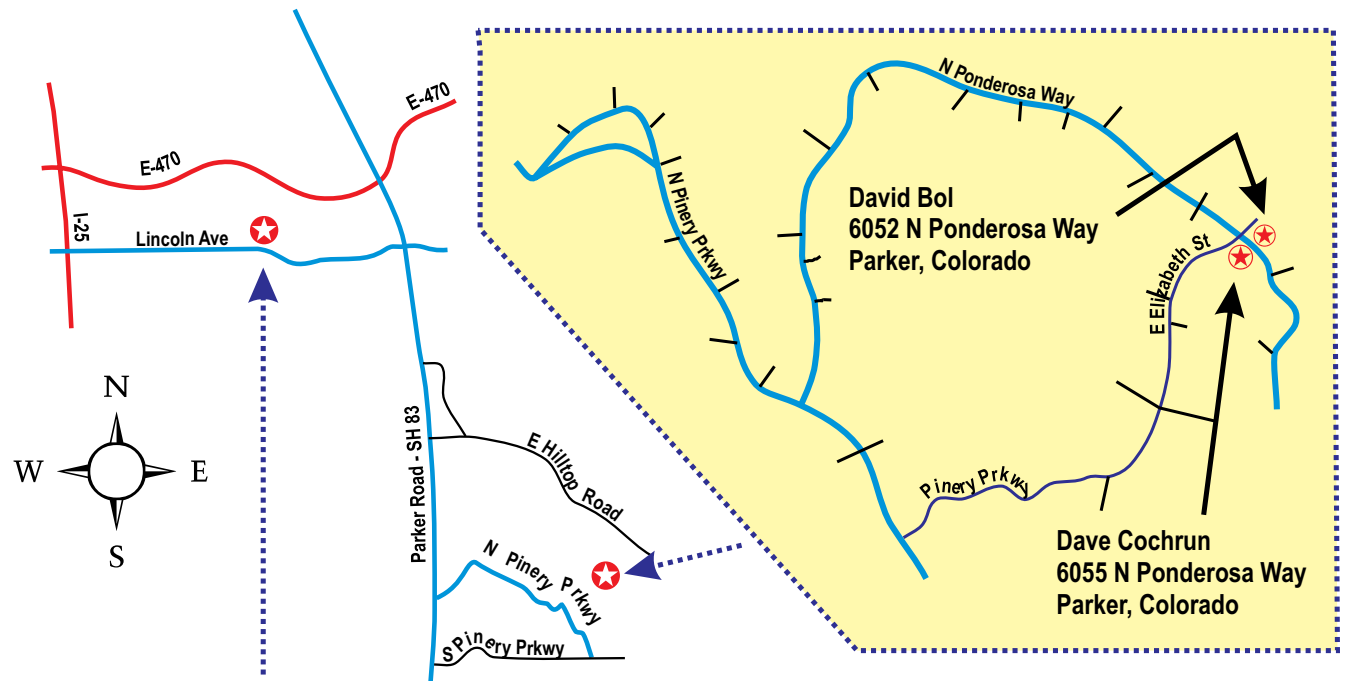 E-470
E-470
I-25
Lincoln Ave
N
W
E
S
Parker Road - SH 83
E Hilltop Road
N Pinery Prkwy
S Pinery Prkwy
N Ponderosa Way
N Pinery Prkwy
David Bol
6052 N Ponderosa Way
Parker, Colorado
E Elizabeth St
Pinery Prkwy
Dave Cochrun
6055 N Ponderosa Way
Parker, Colorado